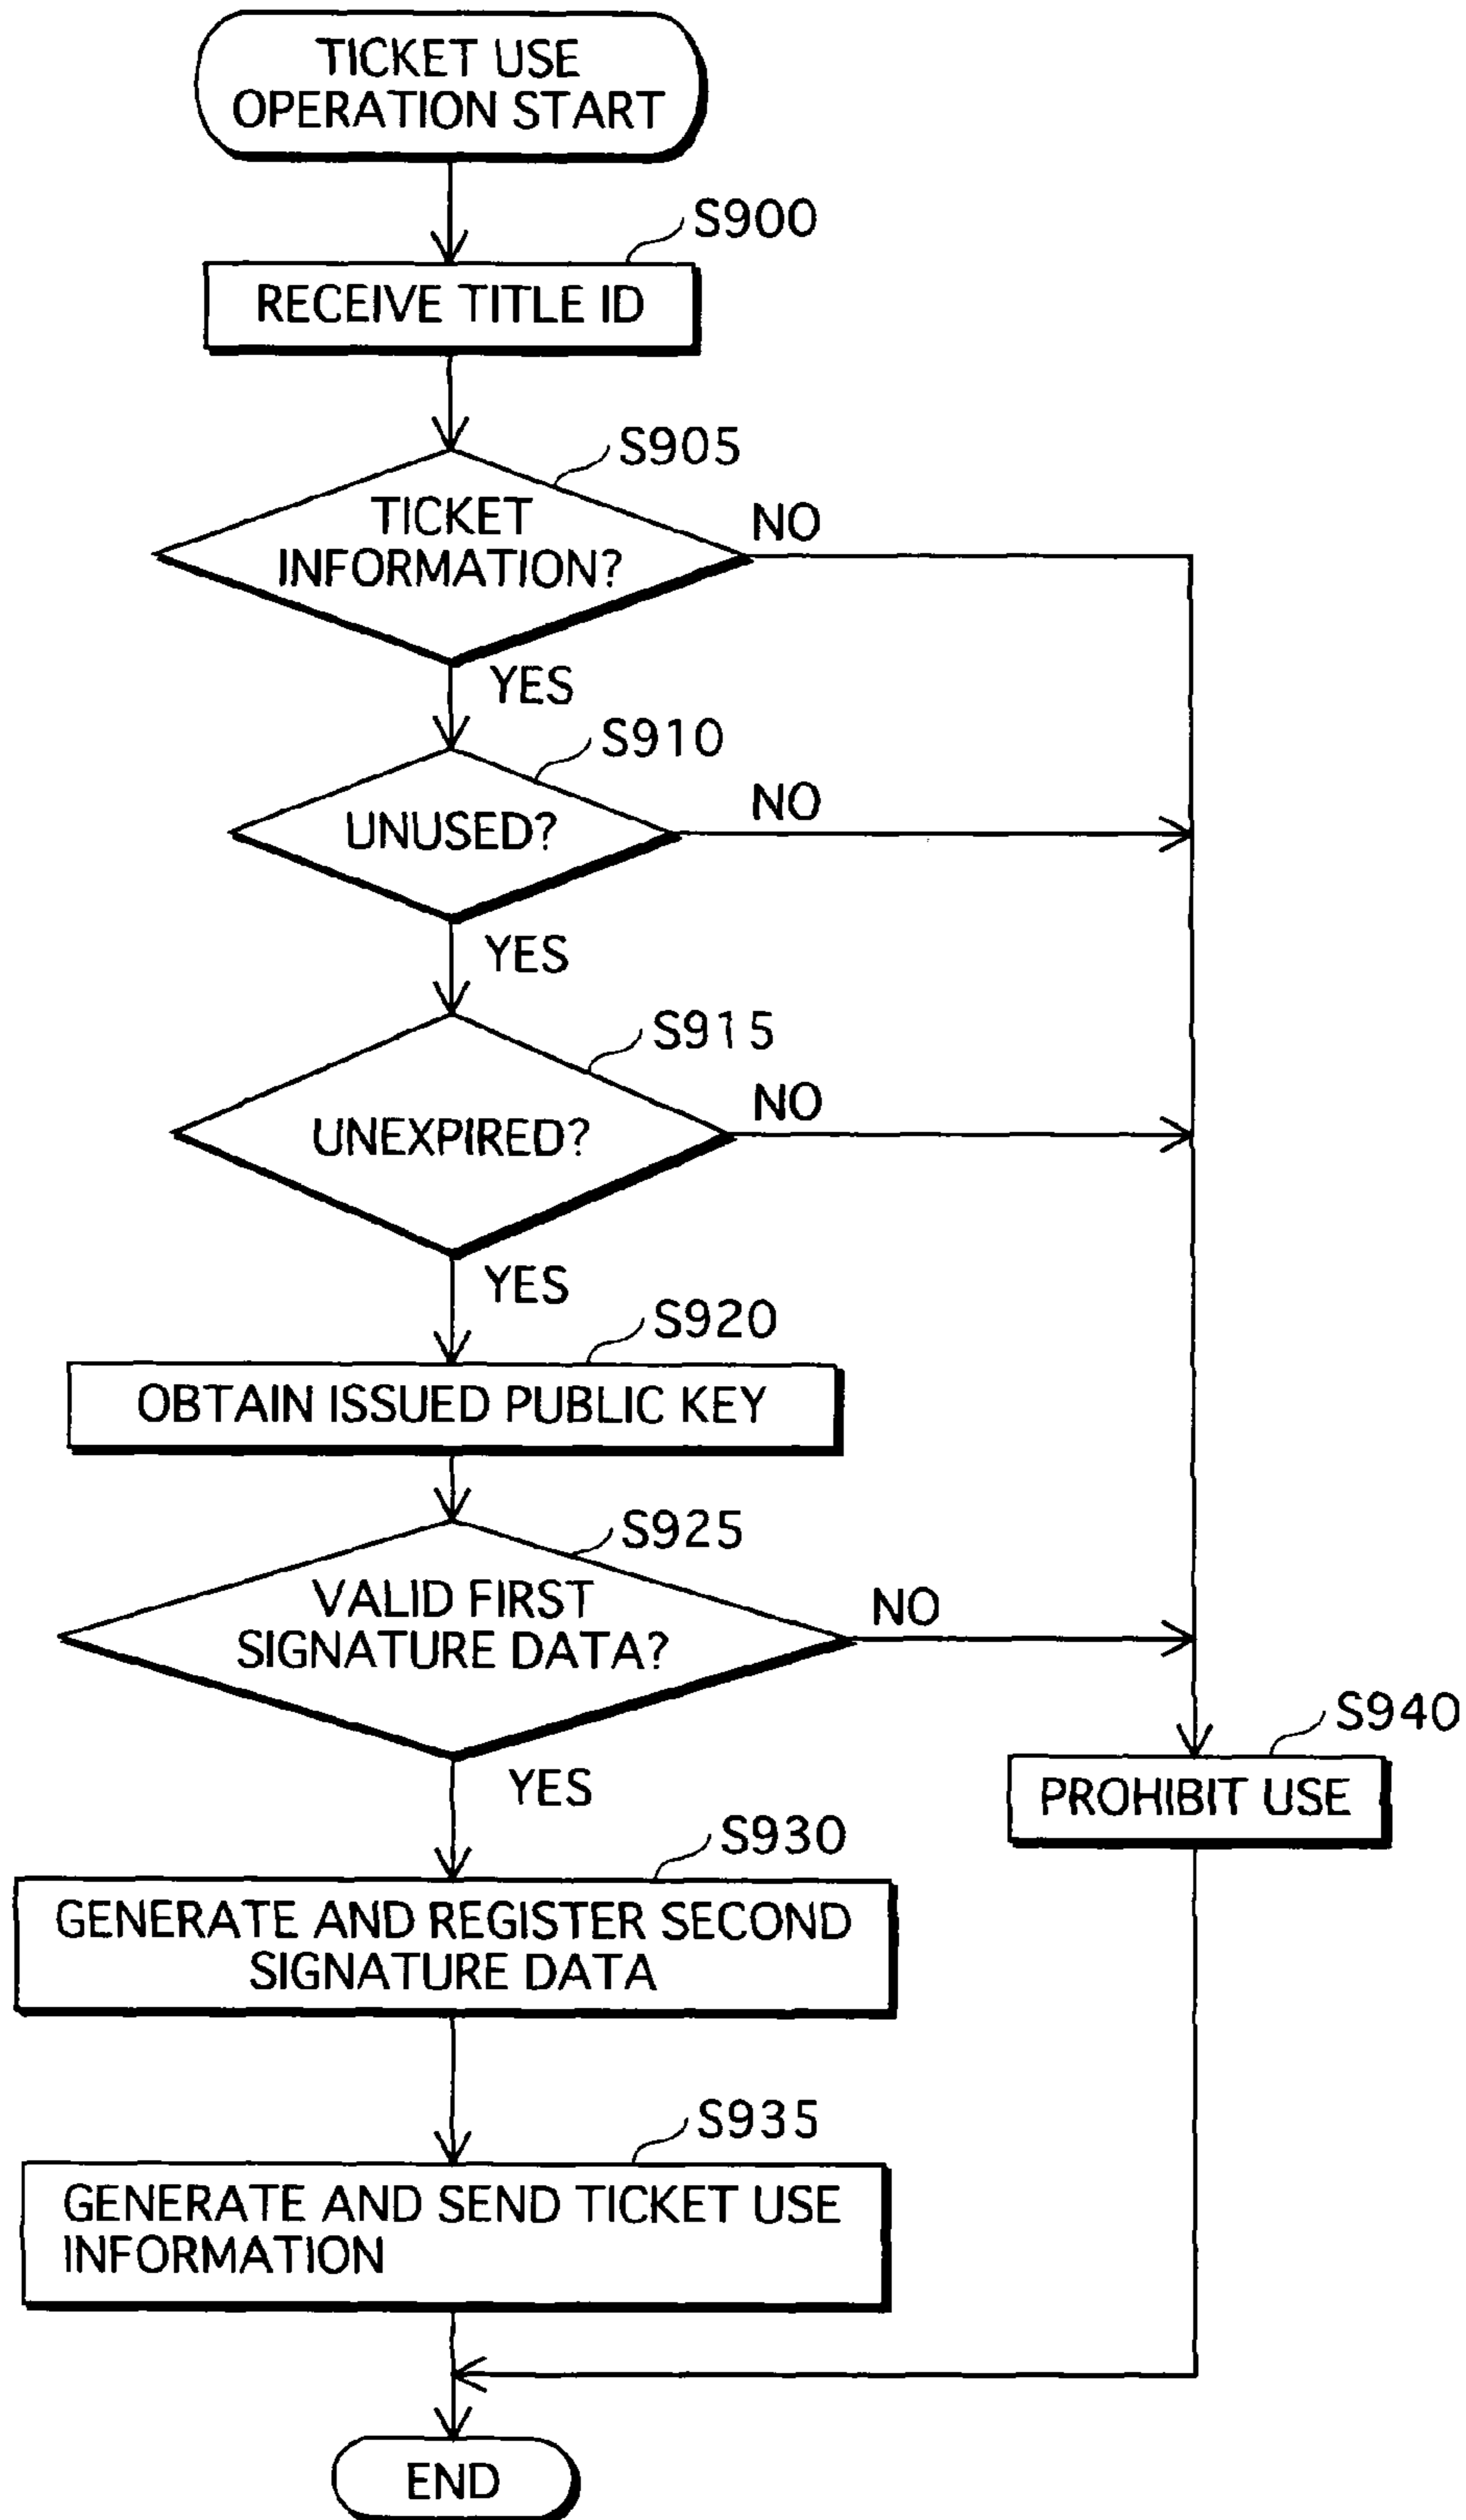 TICKET USE
OPERATION START
S900
RECEIVE TITLE ID
S905
TICKET
INFORMATION?
NO
YES
S910
UNUSED?
NO
YES
S915
UNEXPIRED?
NO
YES
S920
OBTAIN ISSUED PUBLIC KEY
S925
VALID FIRST
SIGNATURE DATA?
NO
YES
S940
PROHIBIT USE
S930
GENERATE AND REGISTER SECOND
SIGNATURE DATA
S935
GENERATE AND SEND TICKET USE
INFORMATION
END